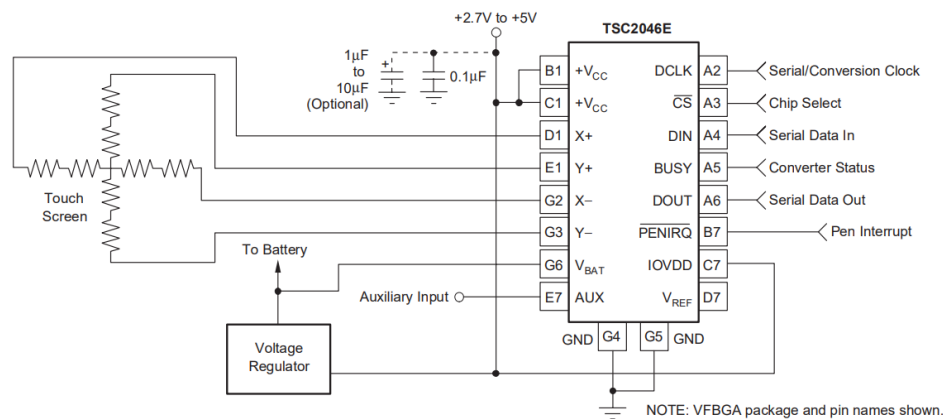 +2.7V to +5V
TSC2046E
1μF
to
10μF
(Optional)
+
0.1μF
B1 +VCC DCLK A2 Serial/Conversion Clock
C1 +VCC CS A3 Chip Select
D1 X+ DIN A4 Serial Data In
E1 Y+ BUSY A5 Converter Status
Touch
Screen
G2 X− DOUT A6 Serial Data Out
G3 Y− PENIRQ B7 Pen Interrupt
To Battery
G6 VBAT IOVDD C7
Auxiliary Input E7 AUX VREF D7
Voltage
Regulator
GND G4 G5 GND
NOTE: VFBGA package and pin names shown.